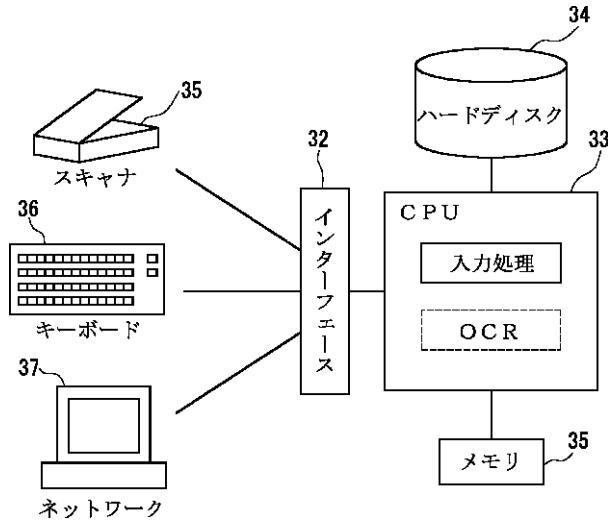 35
スキャナ
36
キーボード
37
ネットワーク
32
インターフェース
34
ハードディスク
33
ＣＰＵ
入力処理
ＯＣＲ
メモリ
35